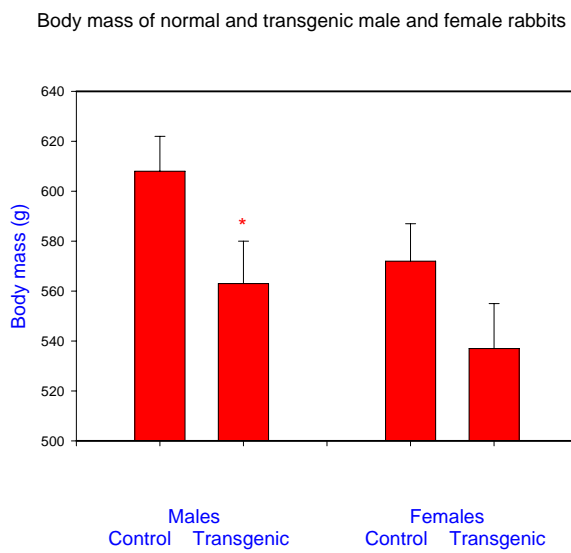 Body mass of normal and transgenic male and female rabbits
640
620
600
580
560
540
520
500
Body mass (g)
*
Males Females
Control Transgenic Control Transgenic